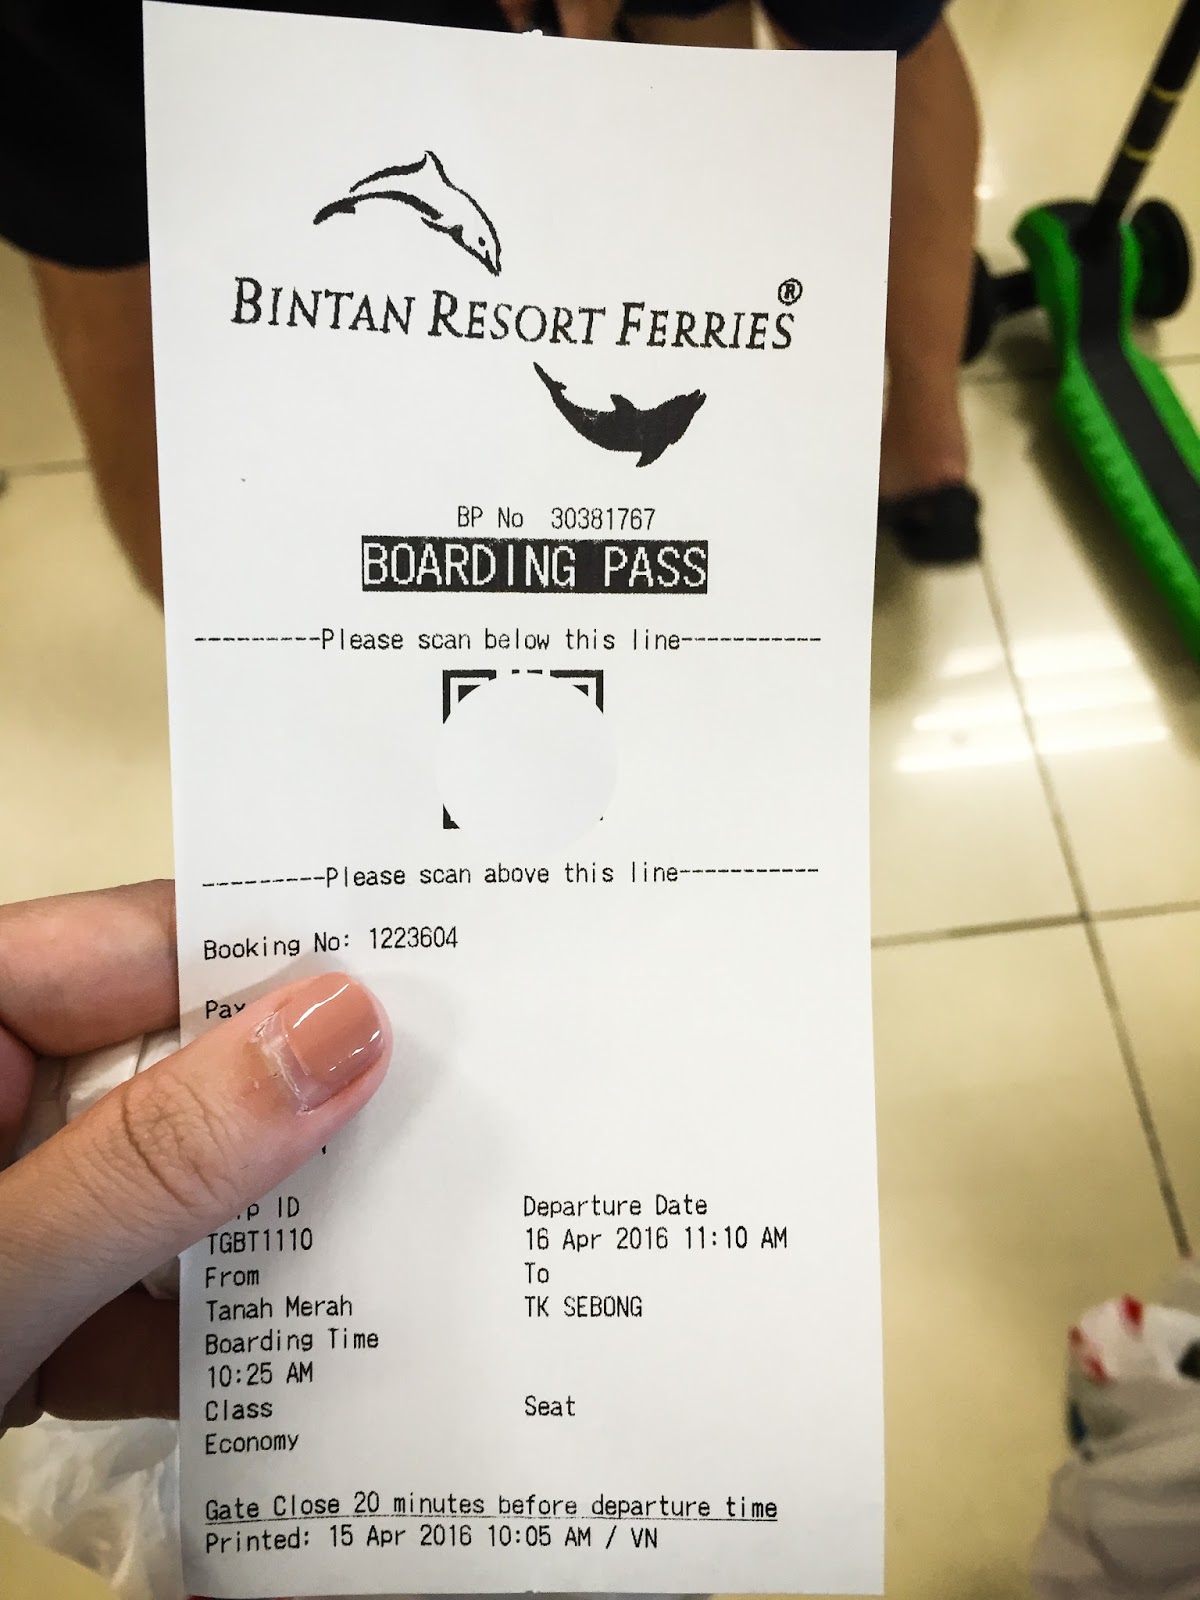 BINTAN RESORT FERRIES®
BP No 30381767
BOARDING PASS
---------Please scan below this line----------
---------Please scan above this line----------
Booking No: 1223604
Pax
ID
TGBT1110
Departure Date
16 Apr 2016 11:10 AM
From
Tanah Merah
To
TK SEBONG
Boarding Time
10:25 AM
Class
Economy
Seat
Gate Close 20 minutes before departure time
Printed: 15 Apr 2016 10:05 AM / VN